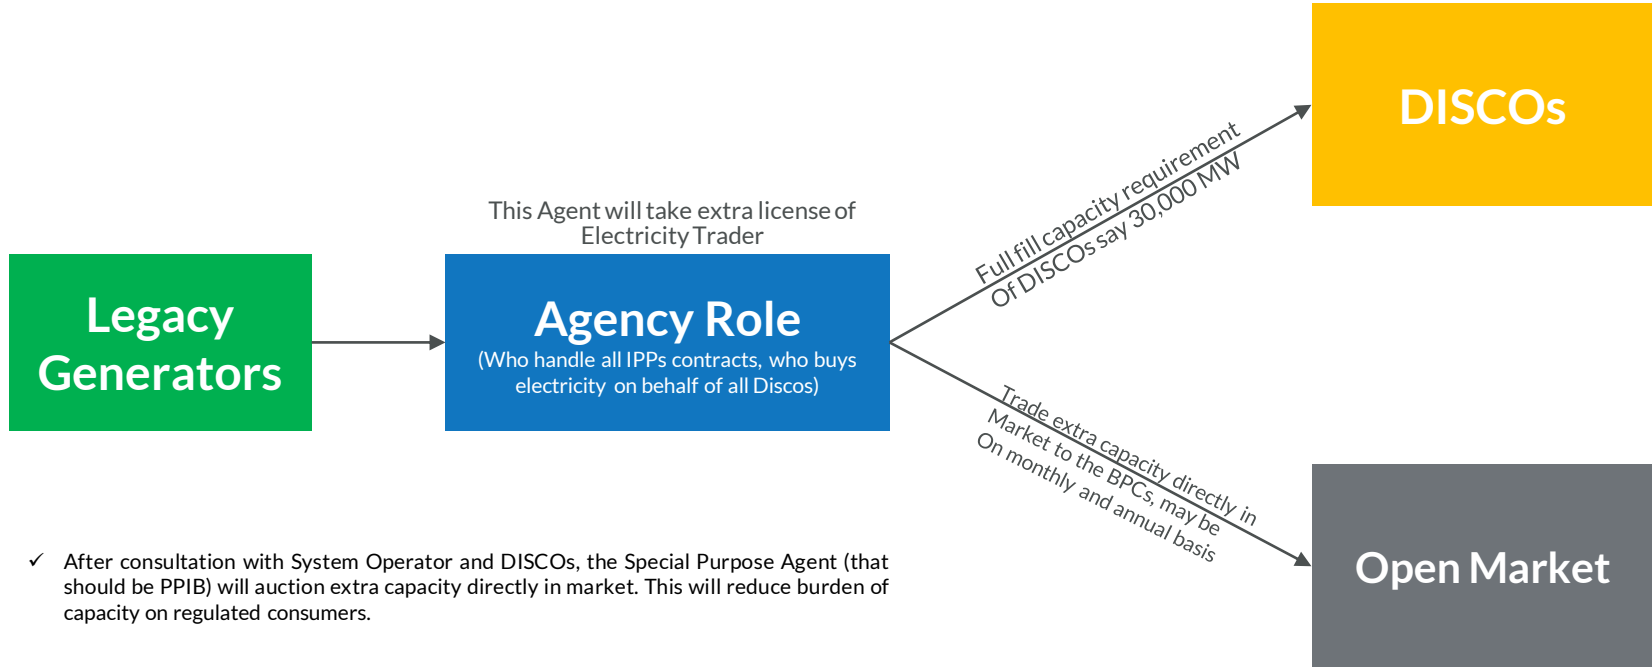 DISCOs
Full fill capacity requirement
Of DISCOs say 30,000 MW
This Agent will take extra license of
Electricity Trader
Legacy
Generators
Agency Role
(Who handle all IPPs contracts, who buys
electricity on behalf of all Discos)
Trade extra capacity directly in
Market to the BPCs, may be
On monthly and annual basis
Open Market
✓ After consultation with System Operator and DISCOs, the Special Purpose Agent (that
should be PPIB) will auction extra capacity directly in market. This will reduce burden of
capacity on regulated consumers.